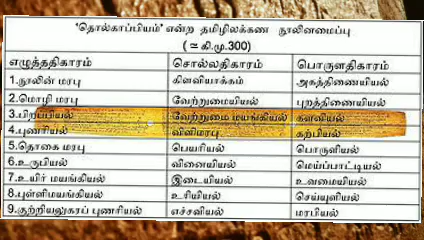 'தொல்காப்பியம்' என்ற தமிழிலக்கண நூலினமைப்பு
( ≃ கி.மு.300)
எழுத்ததிகாரம் சொல்லதிகாரம் பொருளதிகாரம்
1.நூலின் மரபு கிளவியாக்கம் அகத்திணையியல்
2.மொழி மரபு வேற்றுமையியல் புறத்திணையியல்
3.பிறப்பியல் வேற்றுமை மயங்கியல் களவியல்
4.புணரியல் விளிமரபு கற்பியல்
5.தொகை மரபு பெயரியல் பொருளியல்
6.உருபியல் வினையியல் மெய்ப்பாட்டியல்
7.உயிர் மயங்கியல் இடையியல் உளமையியல்
8.புள்ளிமயங்கியல் உரியியல் செய்யுளியல்
9.குற்றியலுகரப் புணரியல் எச்சவியல் மரபியல்